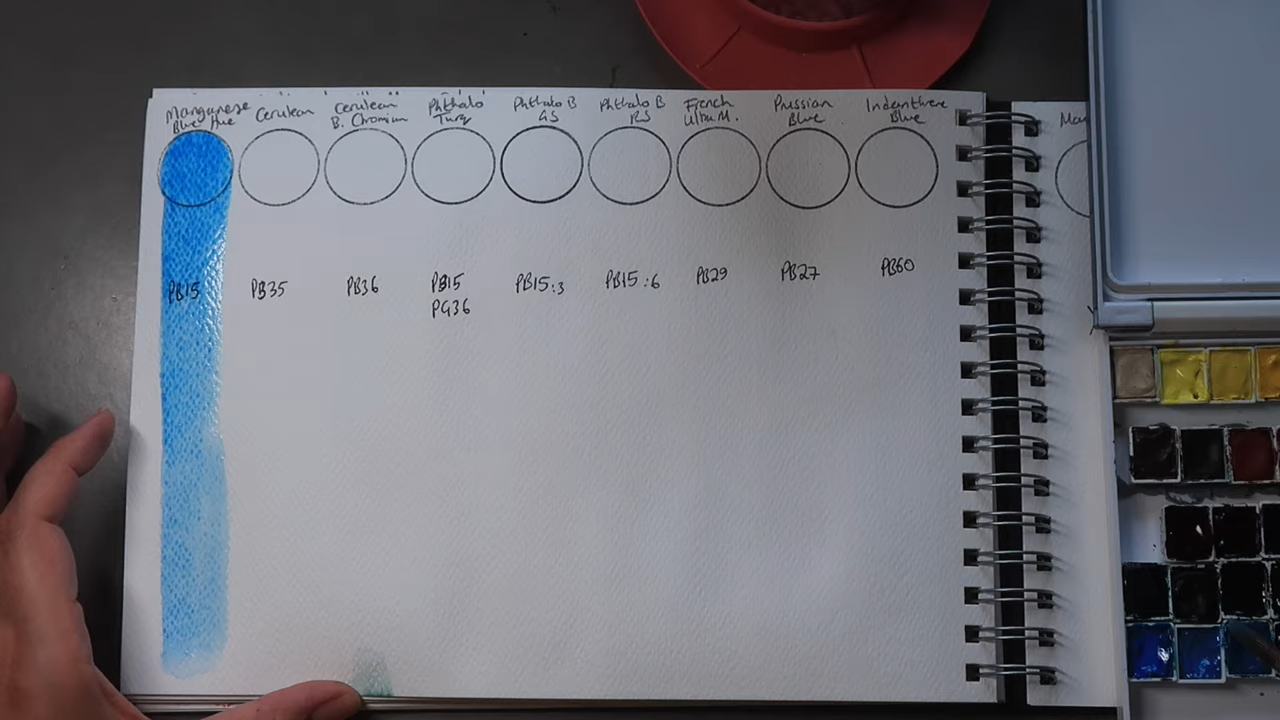 Manganese
Blue Hue
Cerulean
Cerulean
B. Chromium
Phthalo
Turq
Phthalo B
GS
Phthalo B
RS
French
Ultra M.
Prussian
Blue
Indanthrene
Blue
PB15
PB35
PB36
PB15
PG36
PB15:3
PB15:6
PB29
PB27
PB60